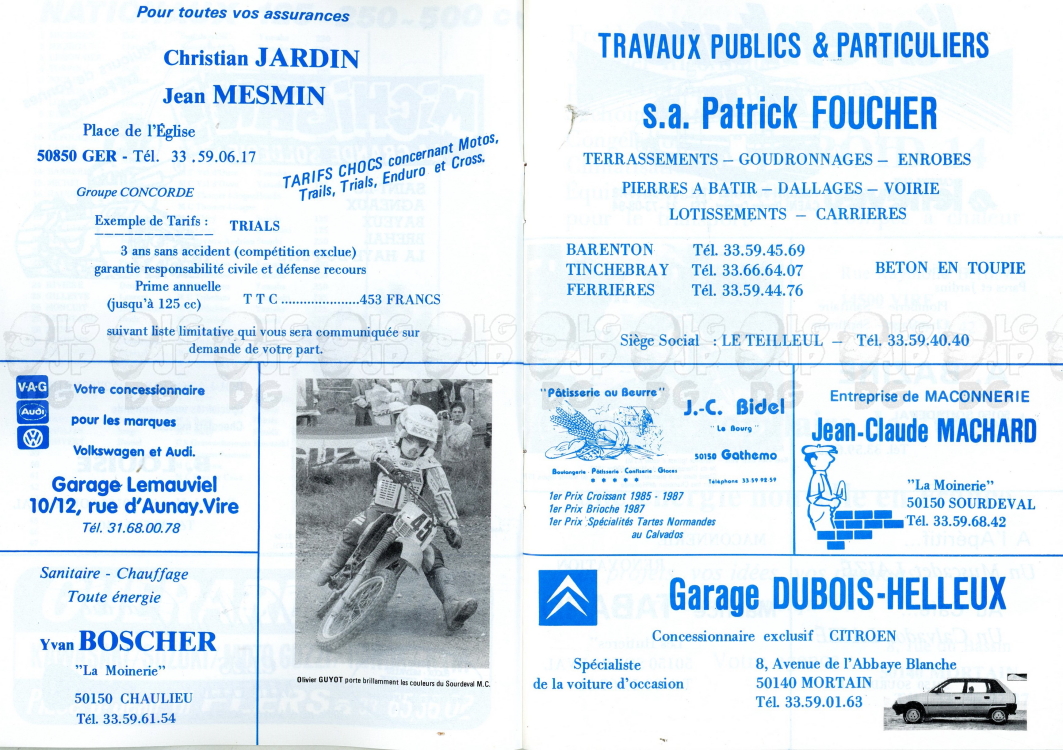 Pour toutes vos assurances
Christian JARDIN
Jean MESMIN
Place de l'Église
50850 GER - Tél. 33.59.06.17
Groupe CONCORDE
TARIFS CHOCS concernant Motos,
Trails, Trials, Enduro et Cross.
Exemple de Tarifs : TRIALS
3 ans sans accident (compétition exclue)
garantie responsabilité civile et défense recours
Prime annuelle
(jusqu'à 125 cc) T T C .....................453 FRANCS
suivant liste limitative qui vous sera communiquée sur
demande de votre part.
V·A·G
Audi
Votre concessionnaire
pour les marques
Volkswagen et Audi.
Garage Lemauviel
10/12, rue d'Aunay.Vire
Tél. 31.68.00.78
Sanitaire - Chauffage
Toute énergie
Yvan BOSCHER
"La Moinerie"
50150 CHAULIEU
Tél. 33.59.61.54
45
Olivier GUYOT porte brillamment les couleurs du Sourdeval M.C.
TRAVAUX PUBLICS & PARTICULIERS
s.a. Patrick FOUCHER
TERRASSEMENTS — GOUDRONNAGES — ENROBES
PIERRES A BATIR — DALLAGES — VOIRIE
LOTISSEMENTS — CARRIERES
BARENTON Tél. 33.59.45.69
TINCHEBRAY Tél. 33.66.64.07
FERRIERES Tél. 33.59.44.76
BETON EN TOUPIE
Siège Social : LE TEILLEUL — Tél. 33.59.40.40
"Pâtisserie au Beurre"
Boulangerie - Pâtisserie - Confiserie - Glaces
* * * * *
J.-C. Bidel
"Le Bourg"
50150 Gathemo
Téléphone 33 59 92 59
1er Prix Croissant 1985 - 1987
1er Prix Brioche 1987
1er Prix Spécialités Tartes Normandes
au Calvados
Entreprise de MACONNERIE
Jean-Claude MACHARD
"La Moinerie"
50150 SOURDEVAL
Tél. 33.59.68.42
Garage DUBOIS-HELLEUX
Concessionnaire exclusif CITROEN
Spécialiste
de la voiture d'occasion
8, Avenue de l'Abbaye Blanche
50140 MORTAIN
Tél. 33.59.01.63